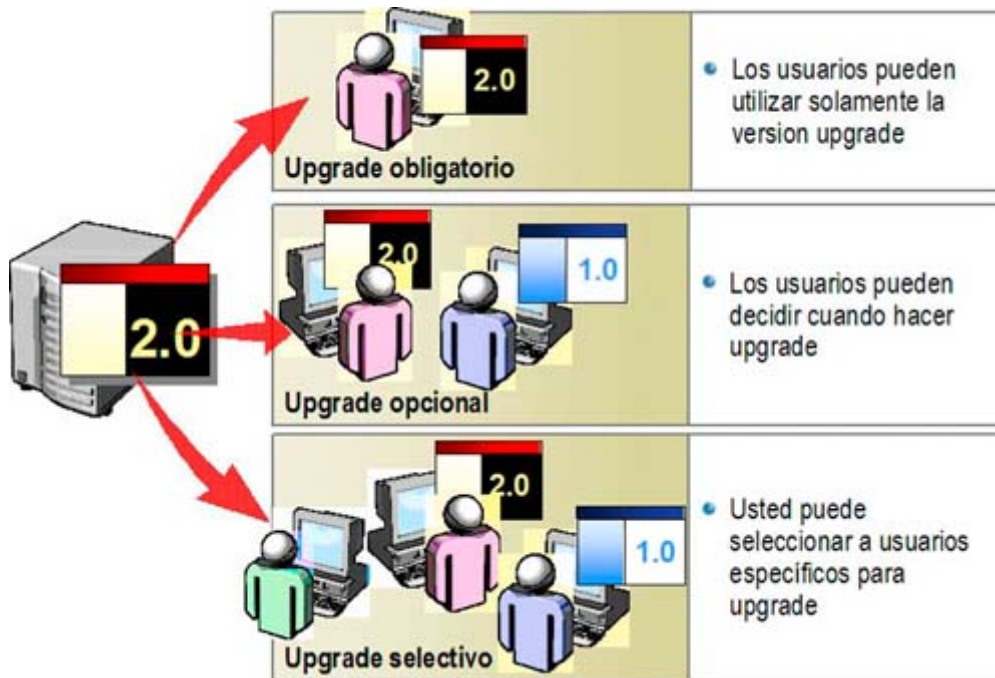 2.0
2.0
Upgrade obligatorio
Los usuarios pueden
utilizar solamente la
version upgrade
2.0
1.0
Upgrade opcional
Los usuarios pueden
decidir cuando hacer
upgrade
2.0
1.0
Upgrade selectivo
Usted puede
seleccionar a usuarios
especificos para
upgrade